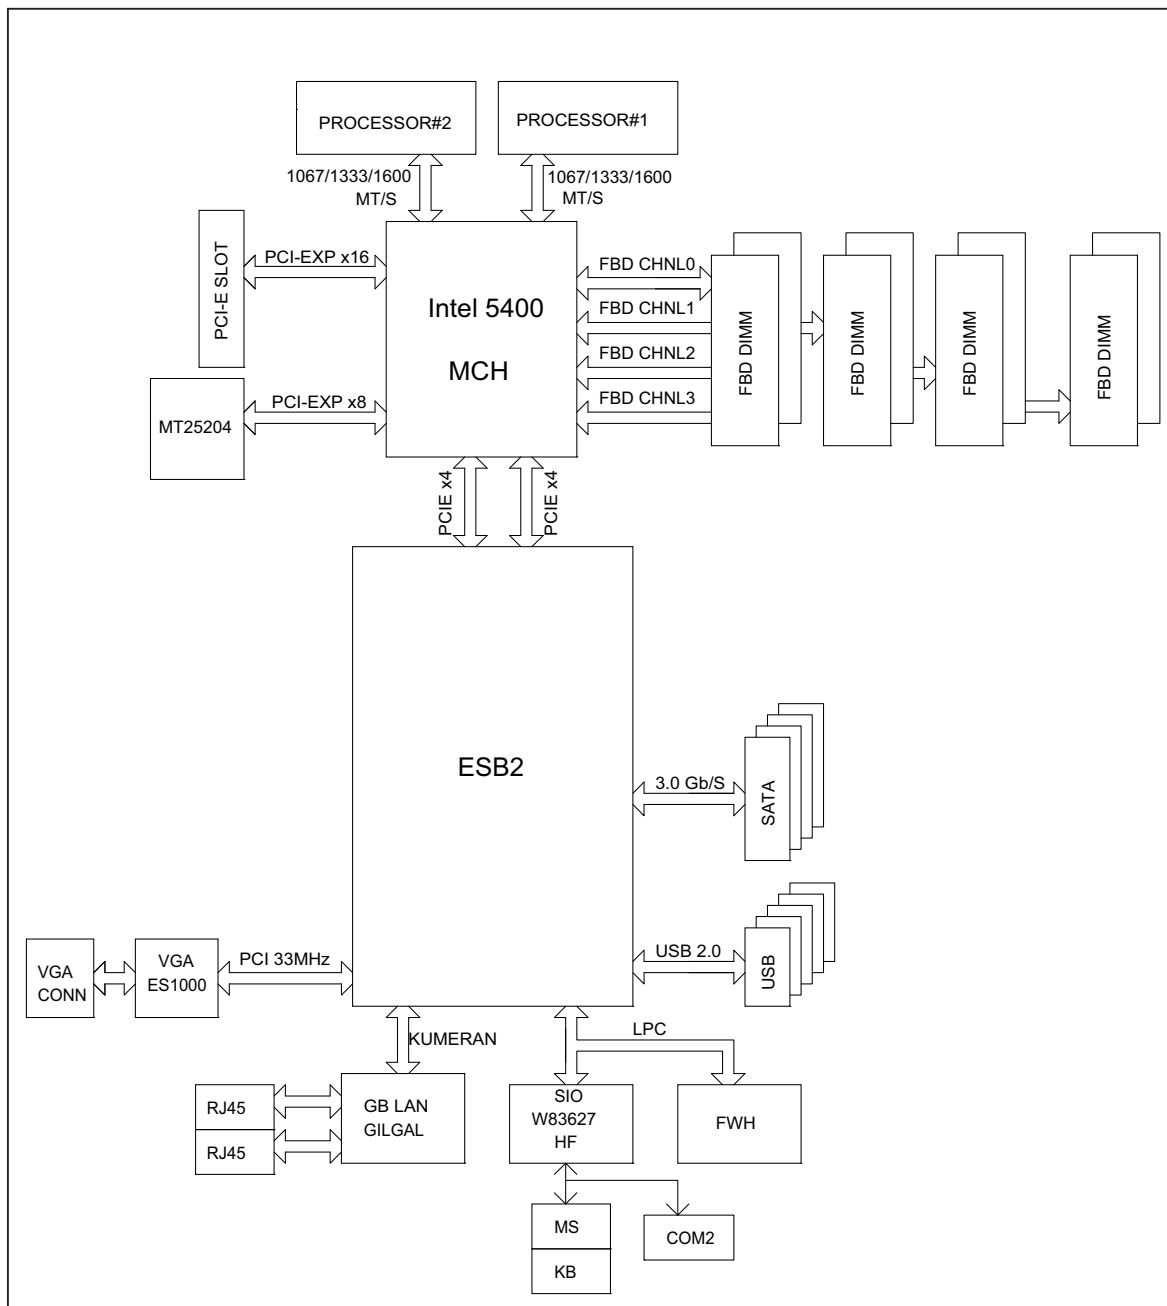 PROCESSOR#2
PROCESSOR#1
1067/1333/1600
MT/S
1067/1333/1600
MT/S
PCI-E SLOT
PCI-EXP x16
Intel 5400
MCH
FBD CHNL0
FBD CHNL1
FBD CHNL2
FBD CHNL3
FBD DIMM
FBD DIMM
FBD DIMM
FBD DIMM
MT25204
PCI-EXP x8
PCIE x4
PCIE x4
ESB2
3.0 Gb/S
SATA
USB 2.0
USB
VGA
CONN
VGA
ES1000
PCI 33MHz
KUMERAN
LPC
RJ45
RJ45
GB LAN
GILGAL
SIO
W83627
HF
FWH
MS
KB
COM2